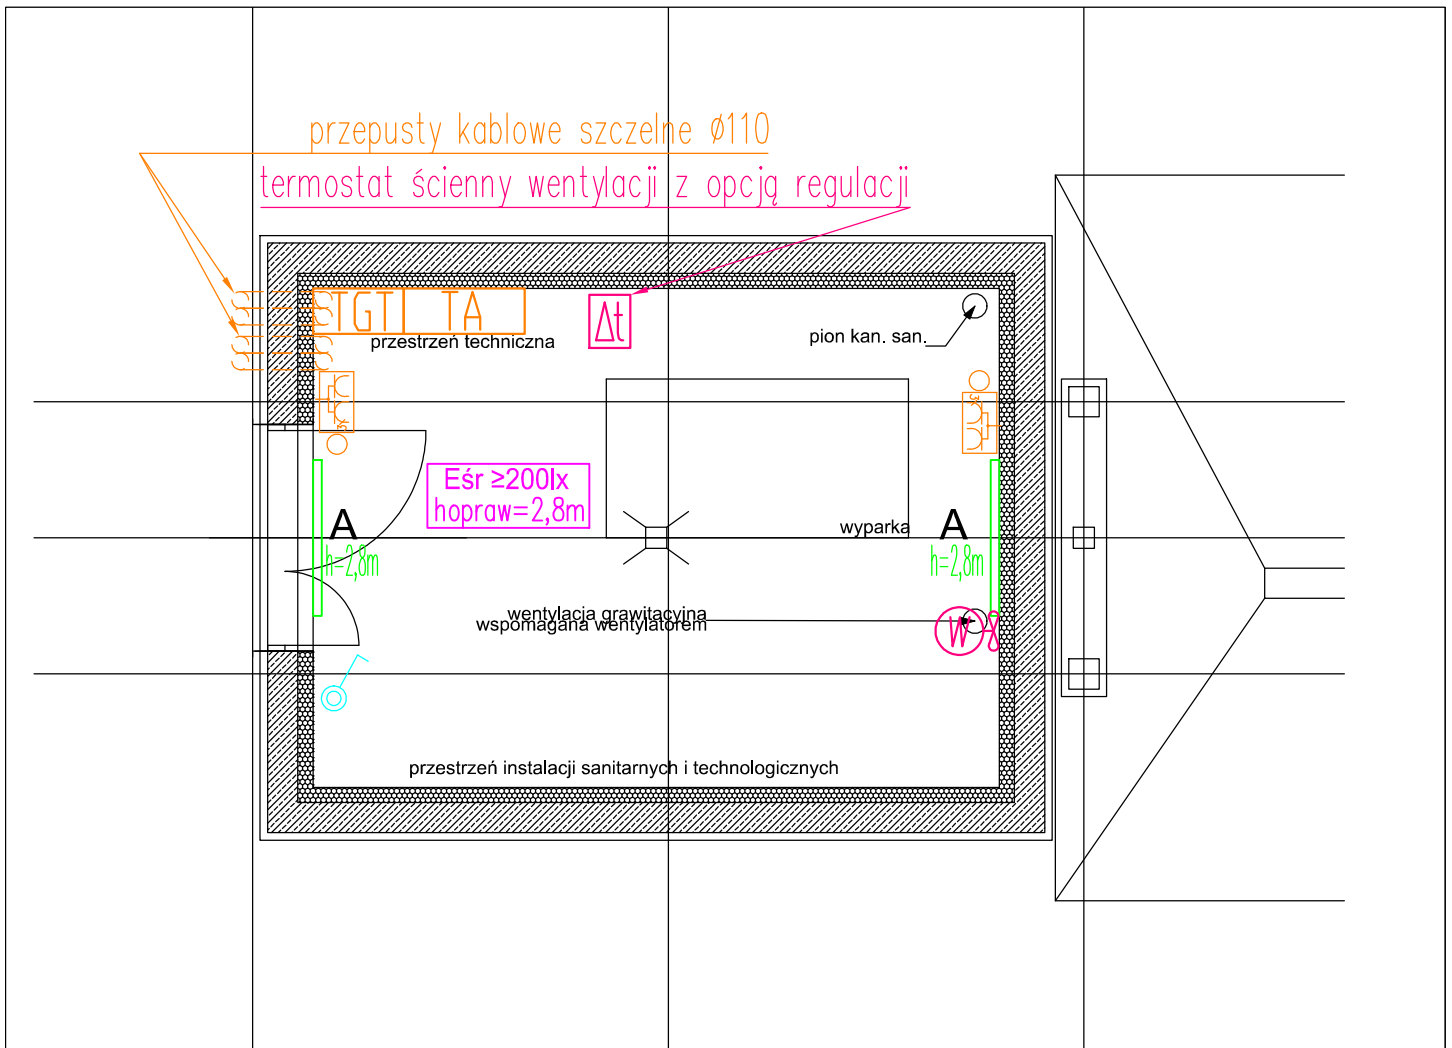 przepusty kablowe szczelne Ø110
termostat ścienny wentylacji z opcją regulacji
TGT TA
Δt
przestrzeń techniczna
pion kan. san.
Eśr ≥200lx
hopraw=2,8m
A
h=2,8m
wyparka
A
h=2,8m
wentylacja grawitacyjna
wspomagana wentylatorem
W
przestrzeń instalacji sanitarnych i technologicznych